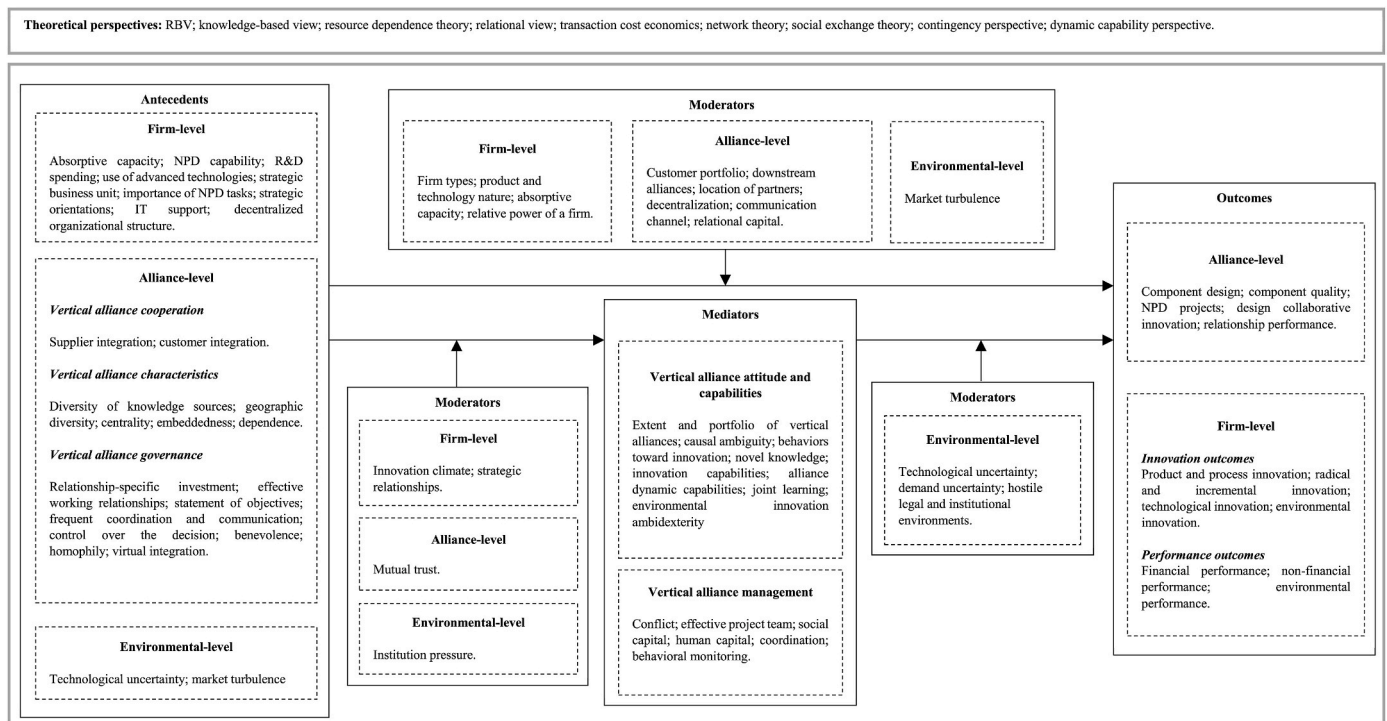 Theoretical perspectives: RBV; knowledge-based view; resource dependence theory; relational view; transaction cost economics; network theory; social exchange theory; contingency perspective; dynamic capability perspective.
Antecedents
Firm-level
Absorptive capacity; NPD capability; R&D
spending; use of advanced technologies; strategic
business unit; importance of NPD tasks; strategic
orientations; IT support; decentralized
organizational structure.
Alliance-level
Vertical alliance cooperation
Supplier integration; customer integration.
Vertical alliance characteristics
Diversity of knowledge sources; geographic
diversity; centrality; embeddedness; dependence.
Vertical alliance governance
Relationship-specific investment; effective
working relationships; statement of objectives;
frequent coordination and communication;
control over the decision; benevolence;
homophily; virtual integration.
Environmental-level
Technological uncertainty; market turbulence
Moderators
Firm-level
Firm types; product and
technology nature; absorptive
capacity; relative power of a firm.
Alliance-level
Customer portfolio; downstream
alliances; location of partners;
decentralization; communication
channel; relational capital.
Environmental-level
Market turbulence
Moderators
Firm-level
Innovation climate; strategic
relationships.
Alliance-level
Mutual trust.
Environmental-level
Institution pressure.
Mediators
Vertical alliance attitude and
capabilities
Extent and portfolio of vertical
alliances; causal ambiguity; behaviors
toward innovation; novel knowledge;
innovation capabilities; alliance
dynamic capabilities; joint learning;
environmental innovation
ambidexterity
Vertical alliance management
Conflict; effective project team; social
capital; human capital; coordination;
behavioral monitoring.
Moderators
Environmental-level
Technological uncertainty;
demand uncertainty; hostile
legal and institutional
environments.
Outcomes
Alliance-level
Component design; component quality;
NPD projects; design collaborative
innovation; relationship performance.
Firm-level
Innovation outcomes
Product and process innovation; radical
and incremental innovation;
technological innovation; environmental
innovation.
Performance outcomes
Financial performance; non-financial
performance; environmental
performance.